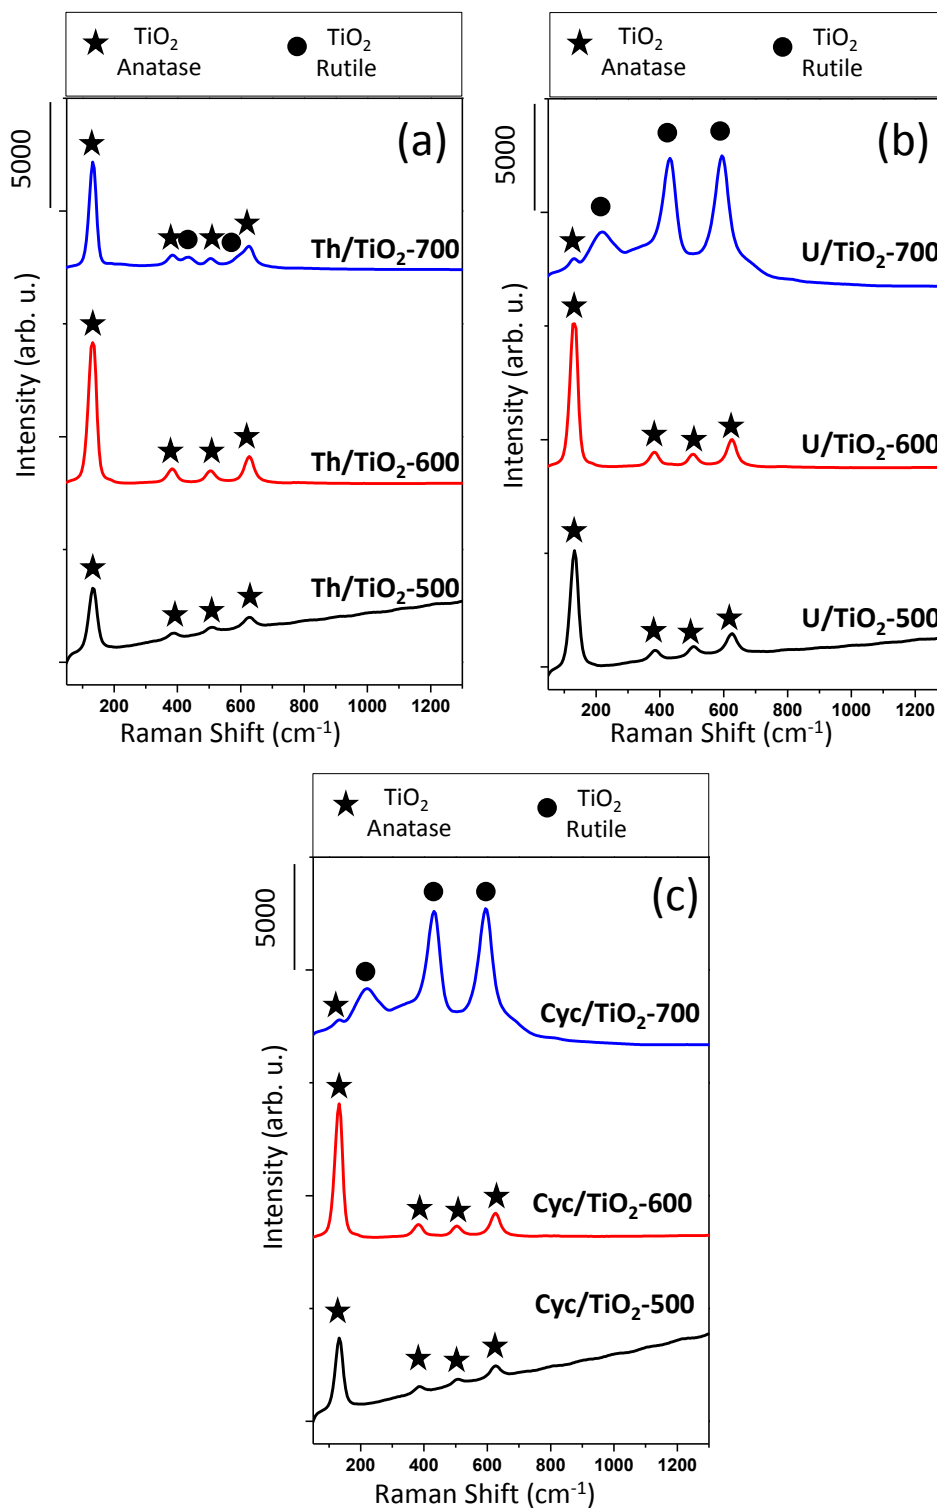 TiO₂ TiO₂
Anatase Rutile
5000
(a)
Th/TiO₂-700
Th/TiO₂-600
Th/TiO₂-500
Intensity (arb. u.)
200 400 600 800 1000 1200
Raman Shift (cm⁻¹)
TiO₂ TiO₂
Anatase Rutile
5000
(b)
U/TiO₂-700
U/TiO₂-600
U/TiO₂-500
Intensity (arb. u.)
200 400 600 800 1000 1200
Raman Shift (cm⁻¹)
TiO₂ TiO₂
Anatase Rutile
5000
(c)
Cyc/TiO₂-700
Cyc/TiO₂-600
Cyc/TiO₂-500
Intensity (arb. u.)
200 400 600 800 1000 1200
Raman Shift (cm⁻¹)